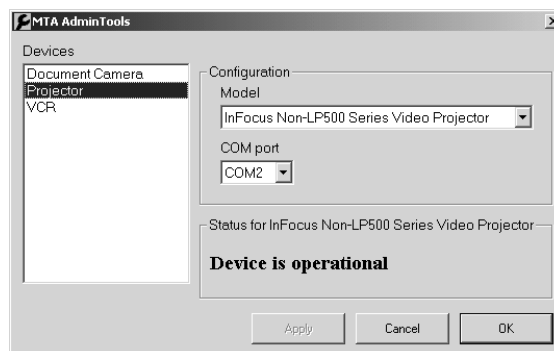 MTA AdminTools
Devices
Document Camera
Projector
VCR
Configuration
Model
InFocus Non-LP500 Series Video Projector
COM port
COM2
Status for InFocus Non-LP500 Series Video Projector
Device is operational
Apply
Cancel
OK